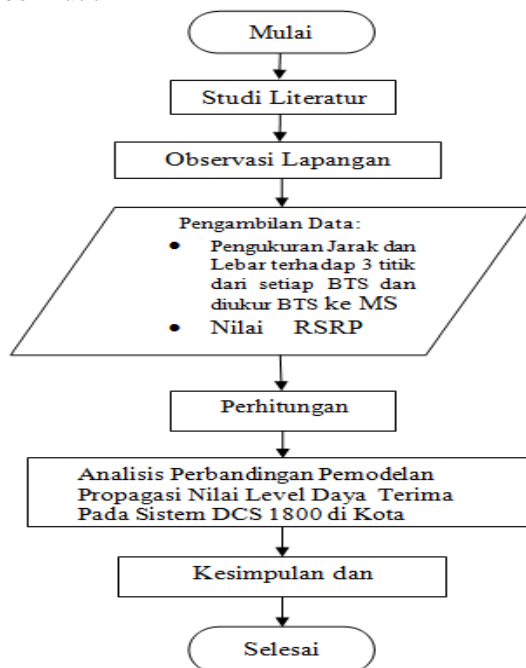 Mulai
Studi Literatur
Observasi Lapangan
Pengambilan Data:
• Pengukuran Jarak dan
Lebar terhadap 3 titik
dari setiap BTS dan
diukur BTS ke MS
• Nilai RSRP
Perhitungan
Analisis Perbandingan Pemodelan
Propagasi Nilai Level Daya Terima
Pada Sistem DCS 1800 di Kota
Kesimpulan dan
Selesai